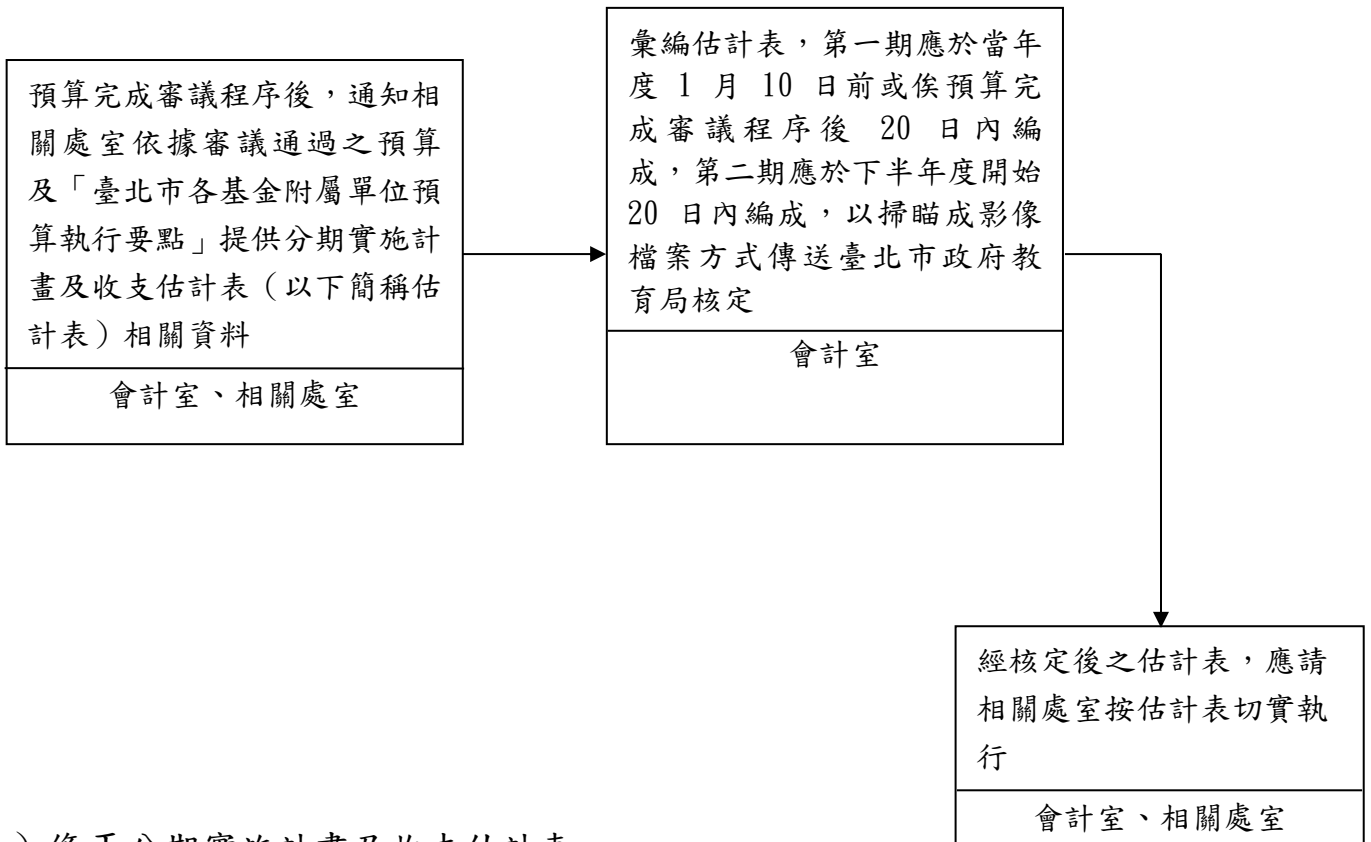 預算完成審議程序後，通知相
關處室依據審議通過之預算
及「臺北市各基金附屬單位預
算執行要點」提供分期實施計
畫及收支估計表（以下簡稱估
計表）相關資料
會計室、相關處室
彙編估計表，第一期應於當年
度 1 月 10 日前或俟預算完
成審議程序後 20 日內編
成，第二期應於下半年度開始
20 日內編成，以掃瞄成影像
檔案方式傳送臺北市政府教
育局核定
會計室
經核定後之估計表，應請
相關處室按估計表切實執
行
會計室、相關處室
）修正分期實施計畫及收支估計表